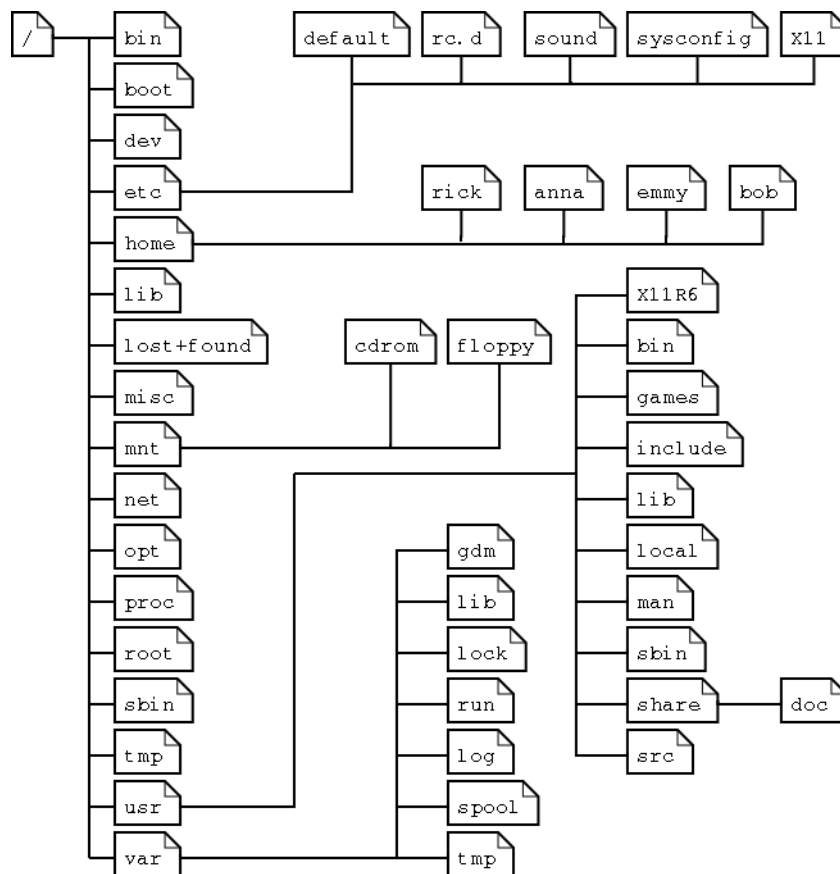 / bin default rc.d sound sysconfig X11
boot
dev
etc rick anna emmy bob
home
lib X11R6
lost+found cdrom floppy bin
misc games
mnt include
net lib
opt gdm local
proc lib man
root lock sbin
sbin run share doc
tmp log src
usr spool
var tmp